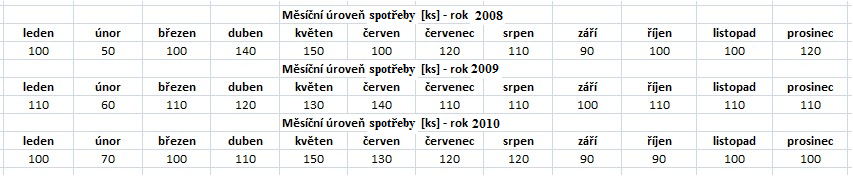 Měsíční úroveň spotřeby [ks] - rok 2008
leden únor březen duben květen červen červenec srpen září říjen listopad prosinec
100 50 100 140 150 100 120 110 90 100 100 120
Měsíční úroveň spotřeby [ks] - rok 2009
leden únor březen duben květen červen červenec srpen září říjen listopad prosinec
110 60 110 120 130 140 110 110 100 110 110 110
Měsíční úroveň spotřeby [ks] - rok 2010
leden únor březen duben květen červen červenec srpen září říjen listopad prosinec
100 70 100 110 150 130 120 120 90 90 100 100